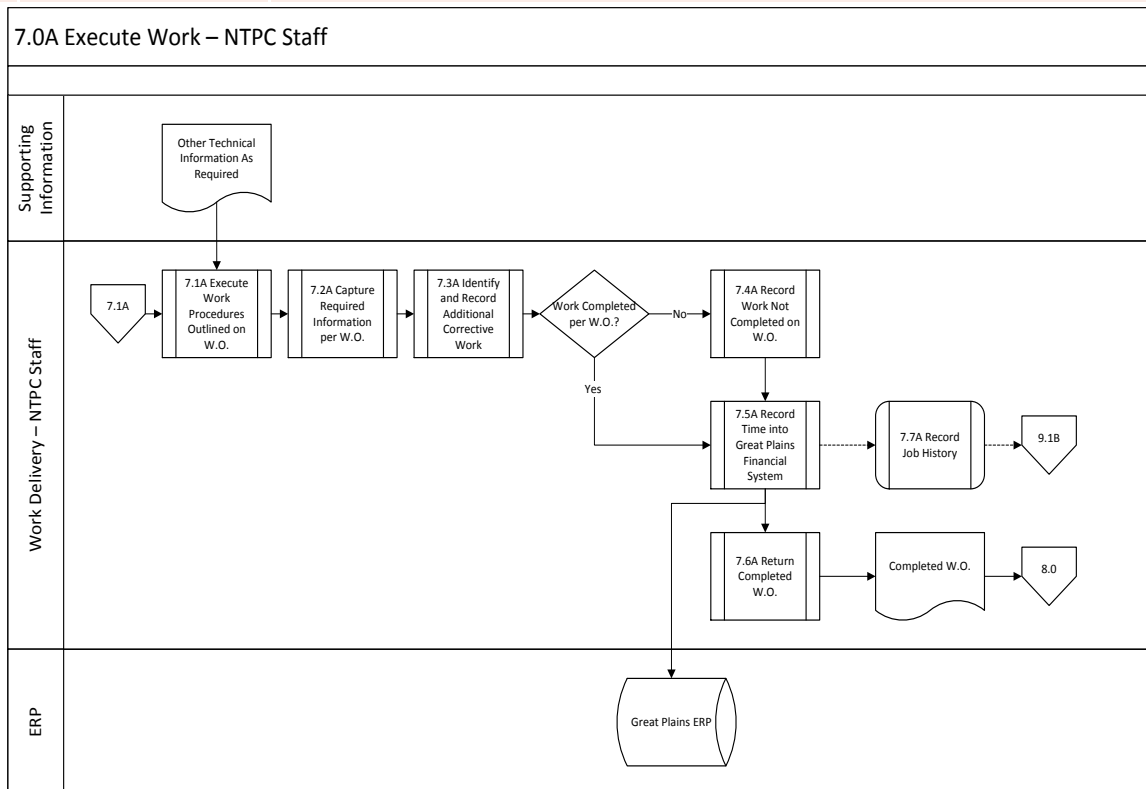 7.0A Execute Work – NTPC Staff
Supporting
Information
Other Technical
Information As
Required
Work Delivery – NTPC Staff
7.1A
7.1A Execute
Work
Procedures
Outlined on
W.O.
7.2A Capture
Required
Information
per W.O.
7.3A Identify
and Record
Additional
Corrective
Work
Work Completed
per W.O.?
No
Yes
7.4A Record
Work Not
Completed on
W.O.
7.5A Record
Time into
Great Plains
Financial
System
7.7A Record
Job History
9.1B
7.6A Return
Completed
W.O.
Completed W.O.
8.0
ERP
Great Plains ERP